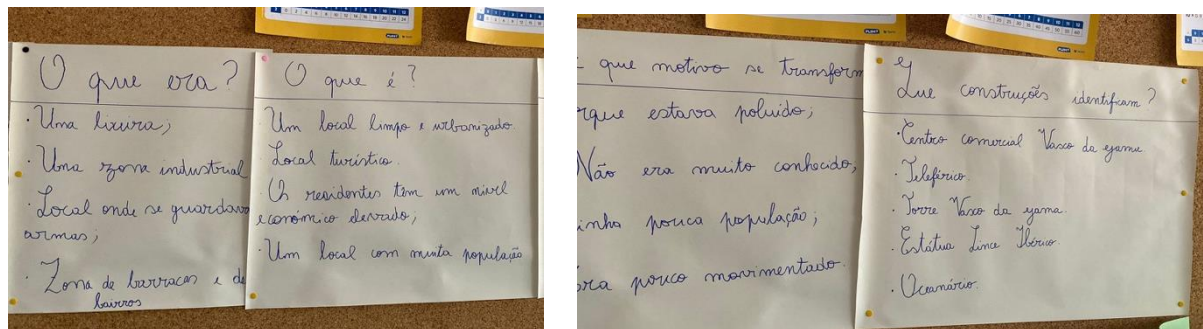 O que era?
· Uma lixeira;
· Uma zona industrial
· Local onde se guardava
armas;
· Zona de barracas e de
bairros
O que é?
· Um local limpo e urbanizado.
· Local turístico.
· Os residentes têm um nível
económico elevado;
· Um local com muita população
que motivo se transform
rque estava poluído;
Não era muito conhecido,
inha pouca população;
ra pouco movimentado.
Que construções identificam?
· Centro comercial Vasco da gama.
· Teleférico.
· Torre Vasco da gama.
· Estátua Lince Ibérico.
· Oceanário.